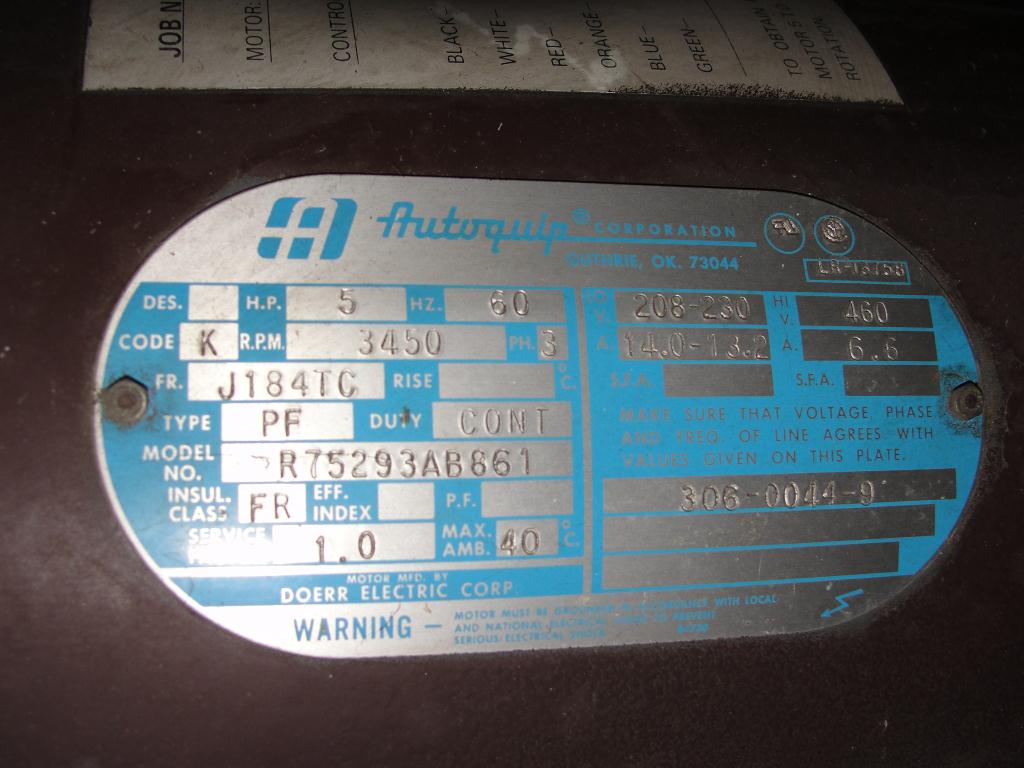 JOB N
MOTOR:
CONTRO
BLACK–
WHITE–
RED–
ORANGE–
BLUE–
GREEN–
TO OBTAIN
MOTOR 5 TO
ROTATION
Autoquip® CORPORATION
GUTHRIE, OK. 73044
LR-13758
DES. H.P. 5 HZ. 60
CODE K R.P.M. 3450 PH. 3
FR. J184TC RISE °C.
TYPE PF DUTY CONT
MODEL NO. R75293AB861
INSUL. CLASS FR EFF. INDEX P.F.
SERVICE 1.0 MAX. AMB. 40 °C.
MOTOR MFD. BY
DOERR ELECTRIC CORP.
LO V. 208-230 HI V. 460
A. 14.0-13.2 A. 6.6
S.F.A. S.F.A.
MAKE SURE THAT VOLTAGE, PHASE
AND FREQ. OF LINE AGREES WITH
VALUES GIVEN ON THIS PLATE.
306-0044-9
WARNING –
MOTOR MUST BE GROUNDED IN ACCORDANCE WITH LOCAL
AND NATIONAL ELECTRICAL CODES TO PREVENT
SERIOUS ELECTRICAL SHOCK